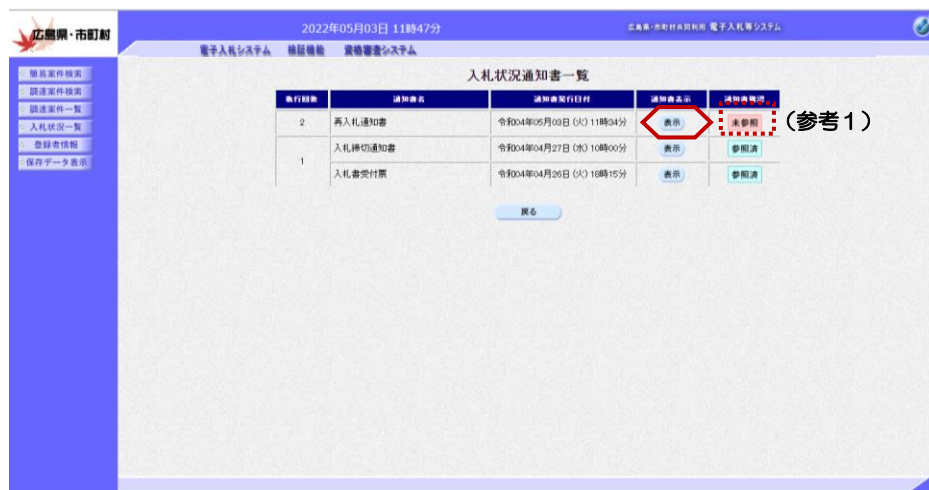 広島県・市町村
2022年05月03日 11時47分
広島県・市町村共同利用 電子入札等システム
電子入札システム 検証機能 資格審査システム
簡易案件検索
調達案件検索
調達案件一覧
入札状況一覧
登録者情報
保存データ表示
入札状況通知書一覧
執行回数 通知書名 通知書発行日付 通知書表示 通知書確認
2 再入札通知書 令和04年05月03日 (火) 11時34分 表示 未参照 (参考1)
1 入札締切通知書 令和04年04月27日 (水) 10時00分 表示 参照済
入札書受付票 令和04年04月26日 (火) 18時15分 表示 参照済
戻る